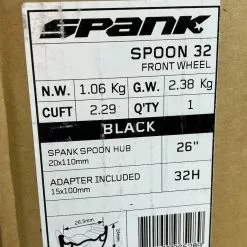 SPANK
SPOON 32
FRONT WHEEL
N.W. 1.06 Kg G.W. 2.38 Kg
CUFT 2.29 Q'TY 1
BLACK
SPANK SPOON HUB
20x110mm
26"
ADAPTER INCLUDED
15x100mm
32H
26.9mm